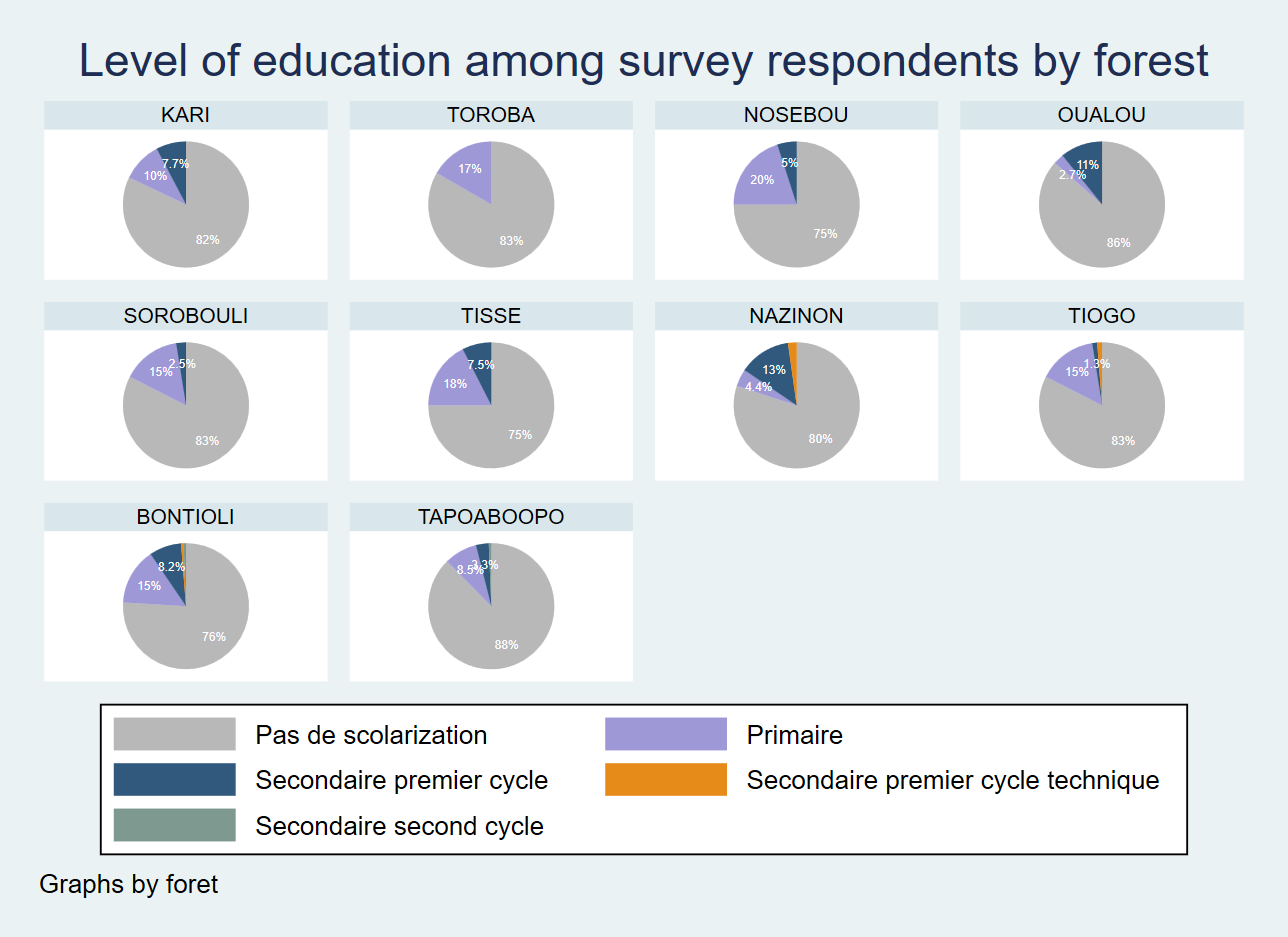 Level of education among survey respondents by forest
KARI
7.7%
10%
82%
TOROBA
17%
83%
NOSEBOU
5%
20%
75%
OUALOU
11%
2.7%
86%
SOROBOULI
2.5%
15%
83%
TISSE
7.5%
18%
75%
NAZINON
13%
4.4%
80%
TIOGO
1.3%
15%
83%
BONTIOLI
8.2%
15%
76%
TAPOABOOPO
3.3%
8.5%
88%
Pas de scolarization
Primaire
Secondaire premier cycle
Secondaire premier cycle technique
Secondaire second cycle
Graphs by foret